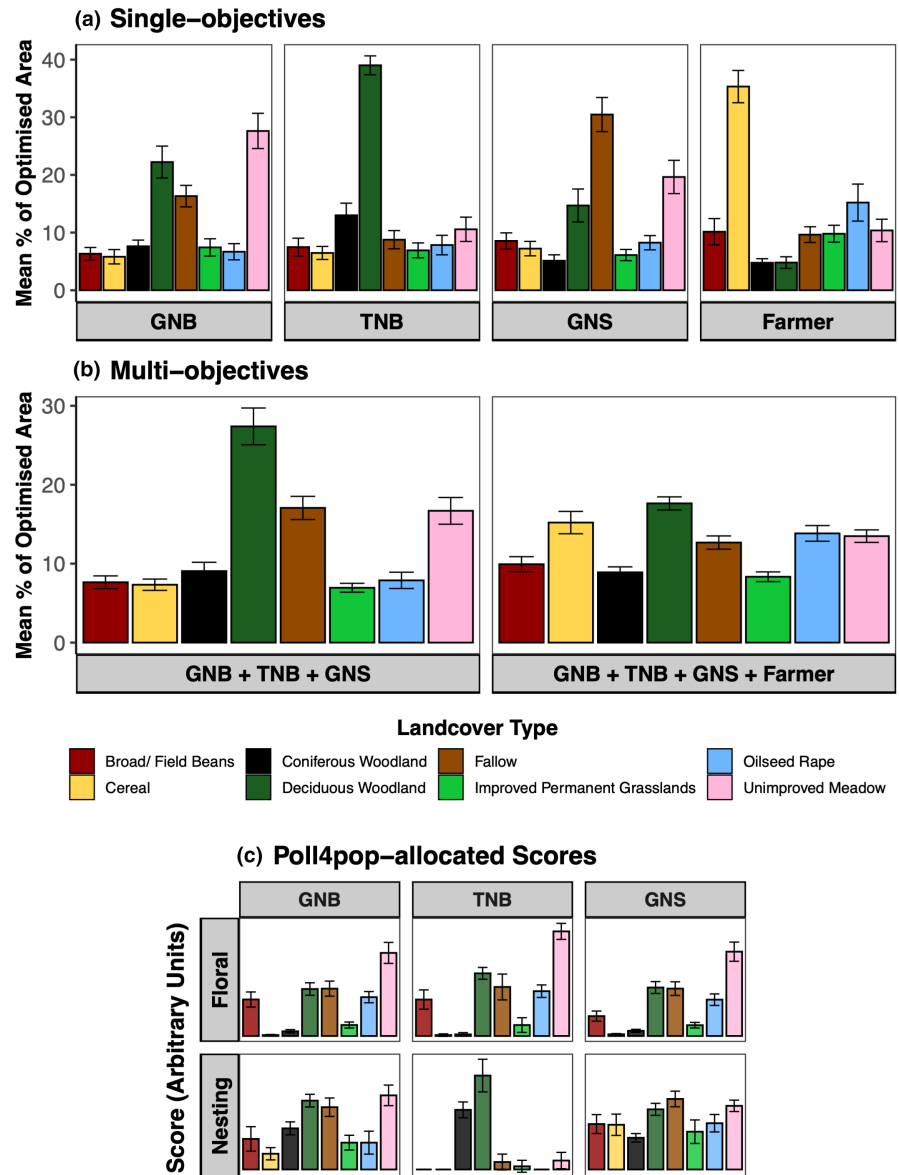 (a) Single–objectives
Mean % of Optimised Area
40
30
20
10
0
GNB
TNB
GNS
Farmer
(b) Multi–objectives
Mean % of Optimised Area
30
20
10
0
GNB + TNB + GNS
GNB + TNB + GNS + Farmer
Landcover Type
Broad/ Field Beans
Coniferous Woodland
Fallow
Oilseed Rape
Cereal
Deciduous Woodland
Improved Permanent Grasslands
Unimproved Meadow
(c) Poll4pop–allocated Scores
GNB
TNB
GNS
Score (Arbitrary Units)
Floral
Nesting